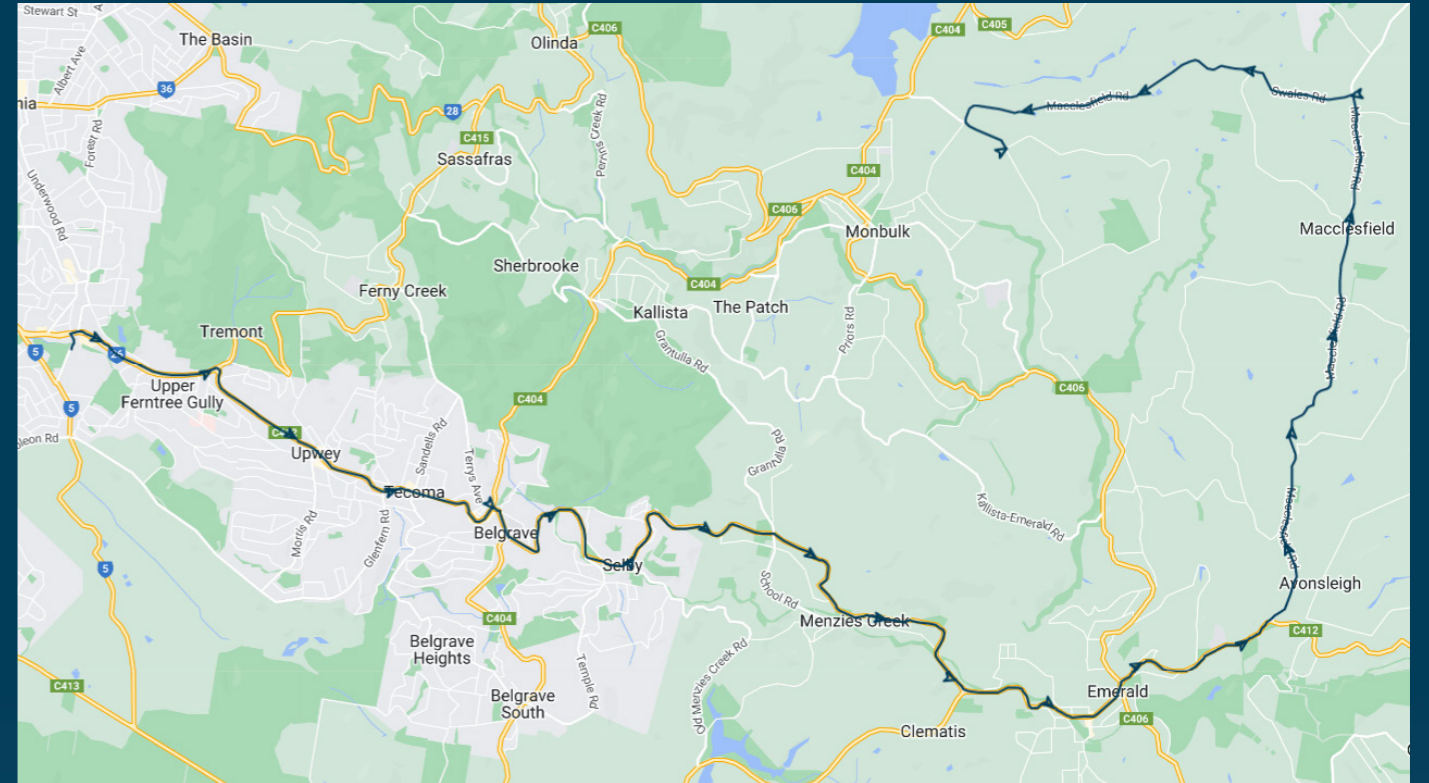 Stewart St
The Basin
Olinda
C406
C404
C405
Albert Ave
36
nia
Forest Rd
28
C415
Sassafras
Perrins Creek Rd
Macclesfield Rd
Swales Rd
Macclesfield Rd
C404
Underwood Rd
C406
Monbulk
Macclesfield
Sherbrooke
Ferny Creek
C404
The Patch
Kallista
Tremont
Grantulla Rd
Priors Rd
Macclesfield Rd
5
26
Upper
Ferntree Gully
C406
C404
5
oleon Rd
Upwey
Sandells Rd
Terrys Ave
Grantulla Rd
Tecoma
Kallista-Emerald Rd
Macclesfield Rd
Morris Rd
Glenfern Rd
Belgrave
5
Selby
Avonsleigh
School Rd
C404
Menzies Creek
C412
Belgrave
Heights
C413
Temple Rd
Old Menzies Creek Rd
Belgrave
South
Emerald
C406
Clematis